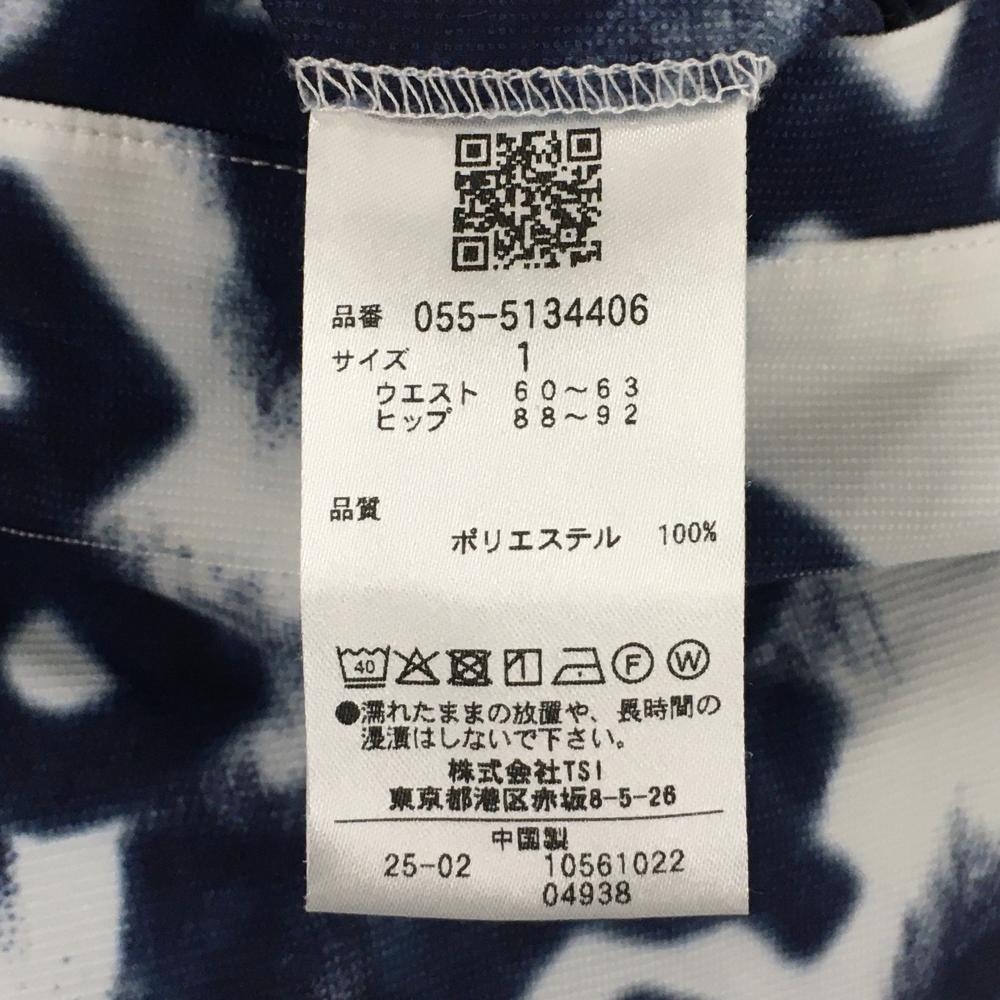 品番 055-5134406
サイズ 1
ウエスト 60～63
ヒップ 88～92
品質
ポリエステル 100%
40 F W
●濡れたままの放置や、長時間の
浸漬はしないで下さい。
株式会社TSI
東京都港区赤坂8-5-26
中国製
25-02 10561022
04938